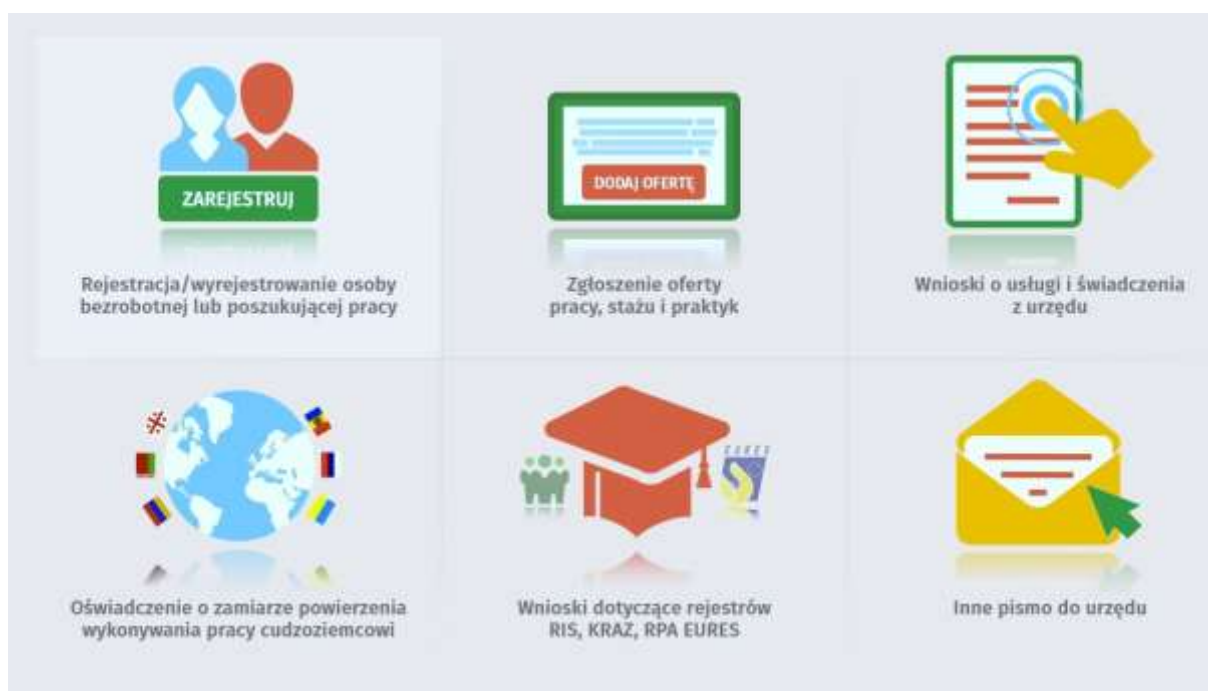 ZAREJESTRUJ
Rejestracja/wyrejestrowanie osoby
bezrobotnej lub poszukującej pracy
DODAJ OFERTĘ
Zgłoszenie oferty
pracy, stażu i praktyk
Wnioski o usługi i świadczenia
z urzędu
Oświadczenie o zamiarze powierzenia
wykonywania pracy cudzoziemcowi
Wnioski dotyczące rejestrów
RIS, KRAZ, RPA EURES
Inne pismo do urzędu